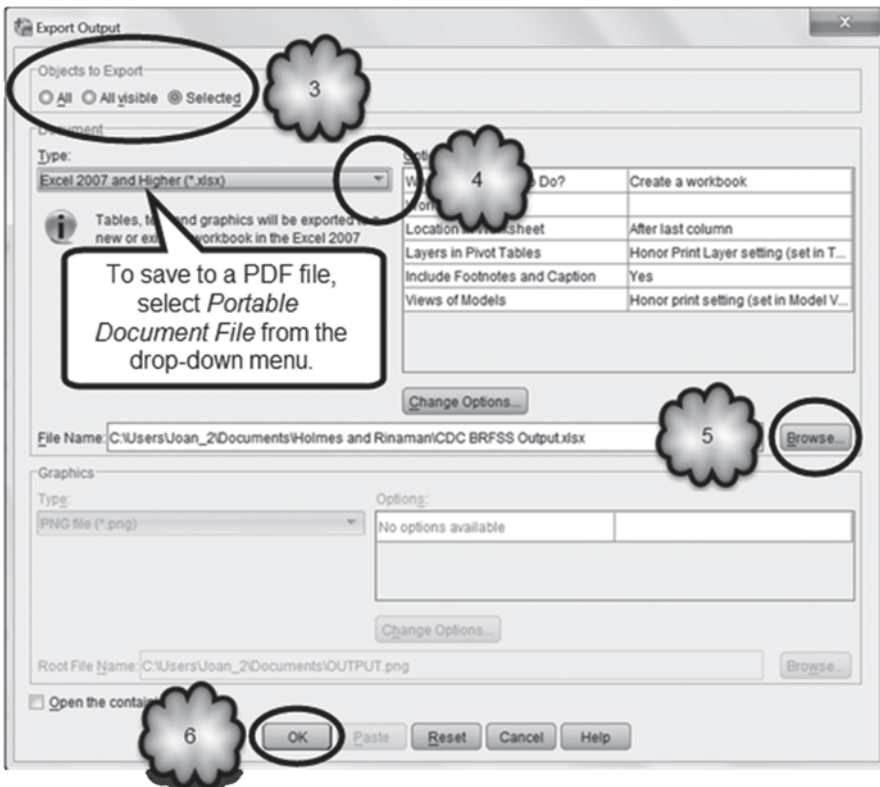 Export Output
Objects to Export
All All visible Selected
3
Document
Type:
Excel 2007 and Higher (*.xlsx)
4
Do? Create a workbook
Location Worksheet After last column
Layers in Pivot Tables Honor Print Layer setting (set in T...
Include Footnotes and Caption Yes
Views of Models Honor print setting (set in Model V...
Tables, and graphics will be exported
new or workbook in the Excel 2007
To save to a PDF file,
select Portable
Document File from the
drop-down menu.
Change Options...
File Name: C:\Users\Joan_2\Documents\Holmes and Rinaman\CDC BRFSS Output.xlsx
5
Browse...
Graphics
Type: Options:
PNG file (*.png) No options available
Change Options...
Root File Name: C:\Users\Joan_2\Documents\OUTPUT.png Browse...
Open the
6
OK Paste Reset Cancel Help